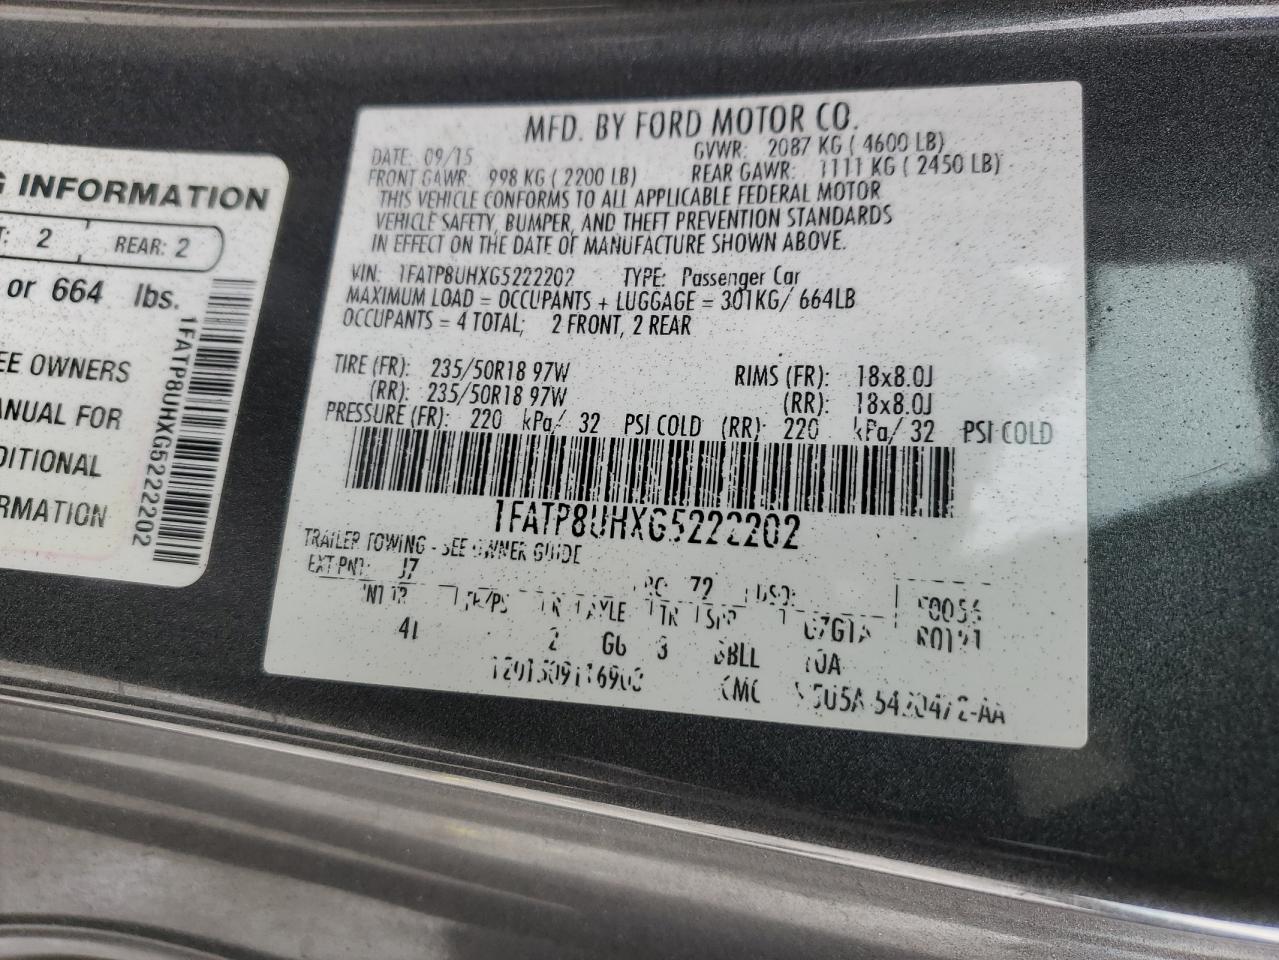 INFORMATION
2 REAR: 2
or 664 lbs.
EE OWNERS
ANUAL FOR
DITIONAL
RMATION
1FATP8UHXG5222202
MFD. BY FORD MOTOR CO.
DATE: 09/15 GVWR: 2087 KG ( 4600 LB)
FRONT GAWR: 998 KG ( 2200 LB) REAR GAWR: 1111 KG ( 2450 LB)
THIS VEHICLE CONFORMS TO ALL APPLICABLE FEDERAL MOTOR
VEHICLE SAFETY, BUMPER, AND THEFT PREVENTION STANDARDS
IN EFFECT ON THE DATE OF MANUFACTURE SHOWN ABOVE.
VIN: 1FATP8UHXG5222202 TYPE: Passenger Car
MAXIMUM LOAD = OCCUPANTS + LUGGAGE = 301KG/ 664LB
OCCUPANTS = 4 TOTAL; 2 FRONT, 2 REAR
TIRE (FR): 235/50R18 97W RIMS (FR): 18x8.0J
(RR): 235/50R18 97W (RR): 18x8.0J
PRESSURE (FR): 220 kPa/ 32 PSI COLD (RR): 220 kPa/ 32 PSI COLD
1FATP8UHXG5222202
TRAILER TOWING - SEE OWNER GUIDE
EXT PNT: J7 72
2 G6 3